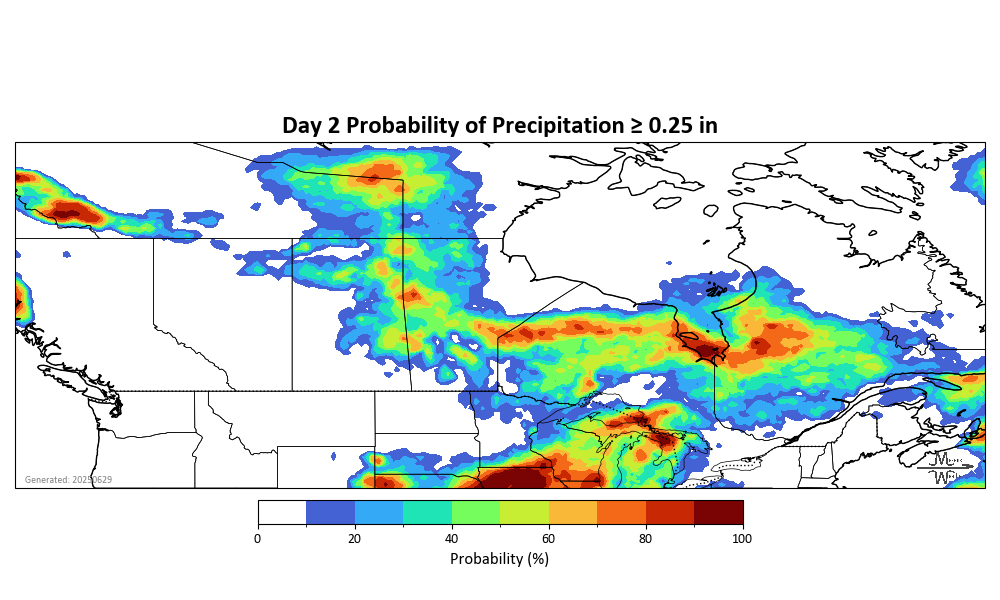 Day 2 Probability of Precipitation ≥ 0.25 in
Generated: 20250629
0 20 40 60 80 100
Probability (%)